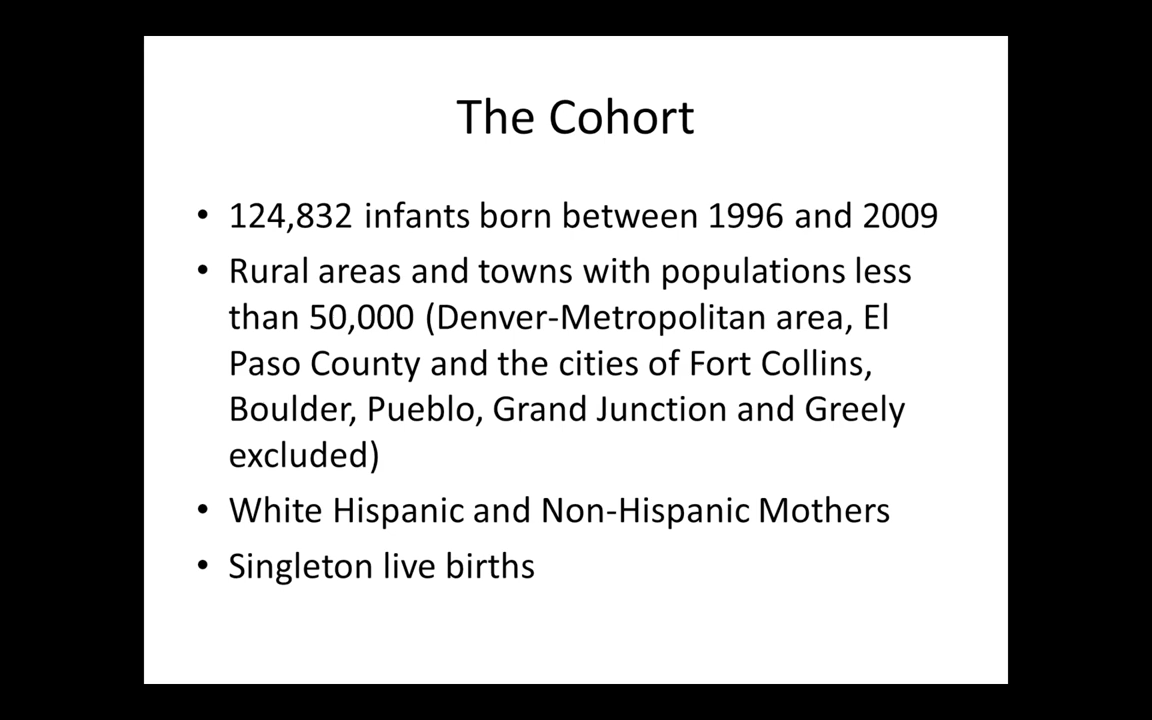 The Cohort
• 124,832 infants born between 1996 and 2009
• Rural areas and towns with populations less
than 50,000 (Denver-Metropolitan area, El
Paso County and the cities of Fort Collins,
Boulder, Pueblo, Grand Junction and Greely
excluded)
• White Hispanic and Non-Hispanic Mothers
• Singleton live births